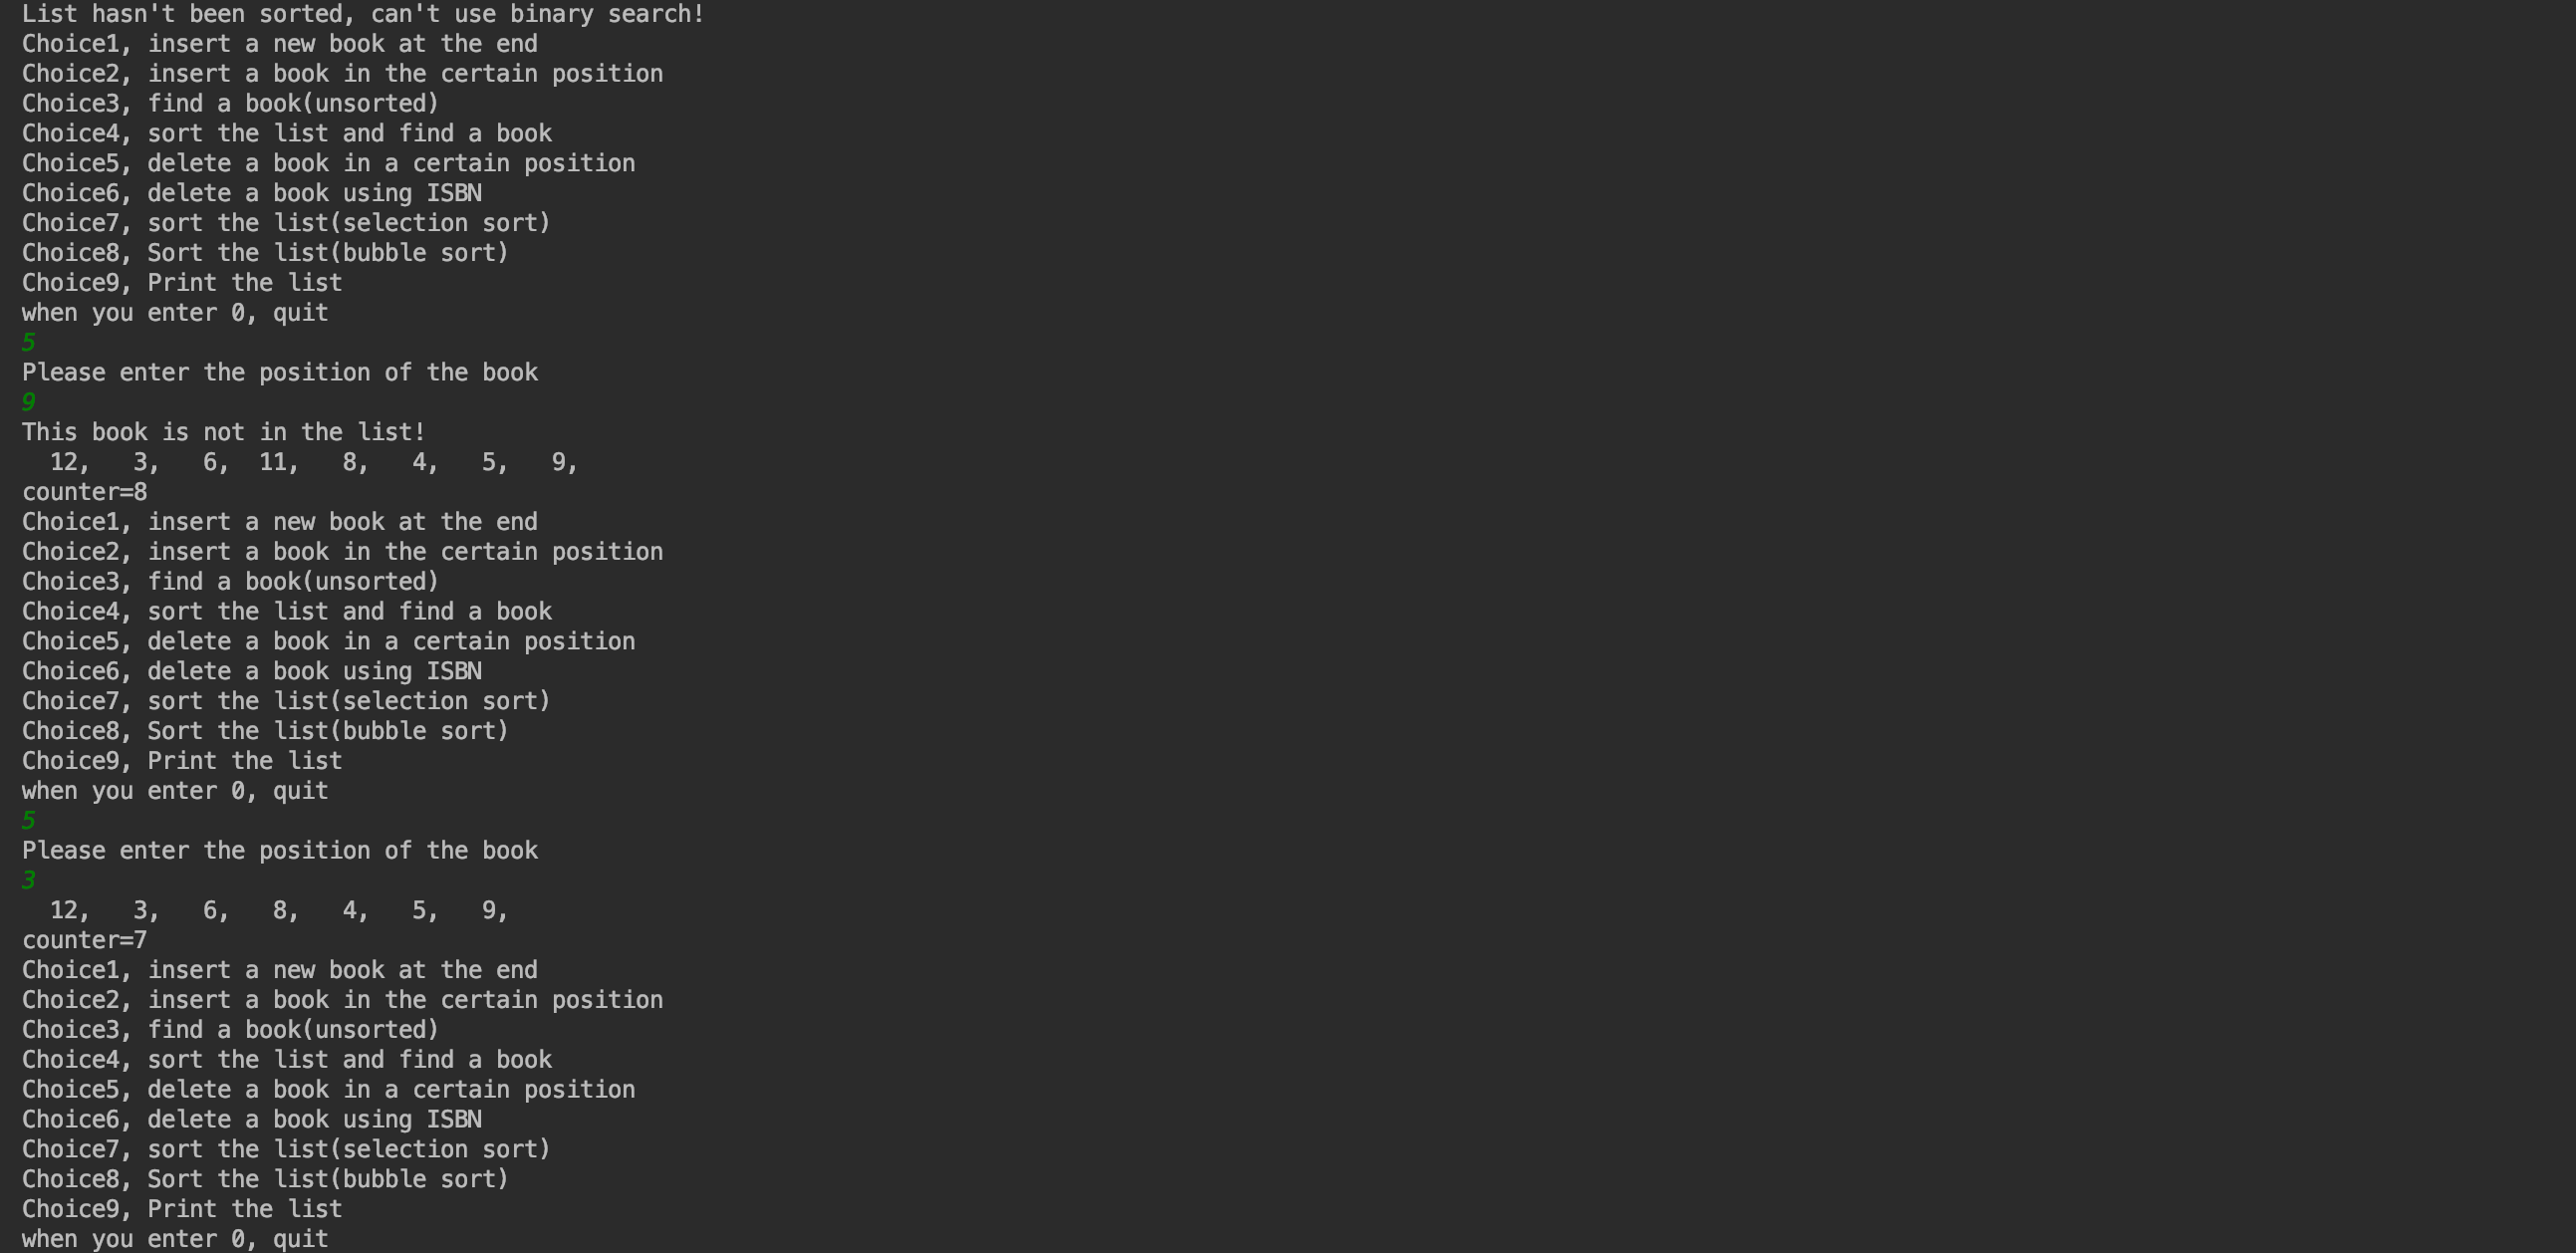 List hasn't been sorted, can't use binary search!
Choice1, insert a new book at the end
Choice2, insert a book in the certain position
Choice3, find a book(unsorted)
Choice4, sort the list and find a book
Choice5, delete a book in a certain position
Choice6, delete a book using ISBN
Choice7, sort the list(selection sort)
Choice8, Sort the list(bubble sort)
Choice9, Print the list
when you enter 0, quit
5
Please enter the position of the book
9
This book is not in the list!
  12,   3,   6,  11,   8,   4,   5,   9,
counter=8
Choice1, insert a new book at the end
Choice2, insert a book in the certain position
Choice3, find a book(unsorted)
Choice4, sort the list and find a book
Choice5, delete a book in a certain position
Choice6, delete a book using ISBN
Choice7, sort the list(selection sort)
Choice8, Sort the list(bubble sort)
Choice9, Print the list
when you enter 0, quit
5
Please enter the position of the book
3
  12,   3,   6,   8,   4,   5,   9,
counter=7
Choice1, insert a new book at the end
Choice2, insert a book in the certain position
Choice3, find a book(unsorted)
Choice4, sort the list and find a book
Choice5, delete a book in a certain position
Choice6, delete a book using ISBN
Choice7, sort the list(selection sort)
Choice8, Sort the list(bubble sort)
Choice9, Print the list
when you enter 0, quit